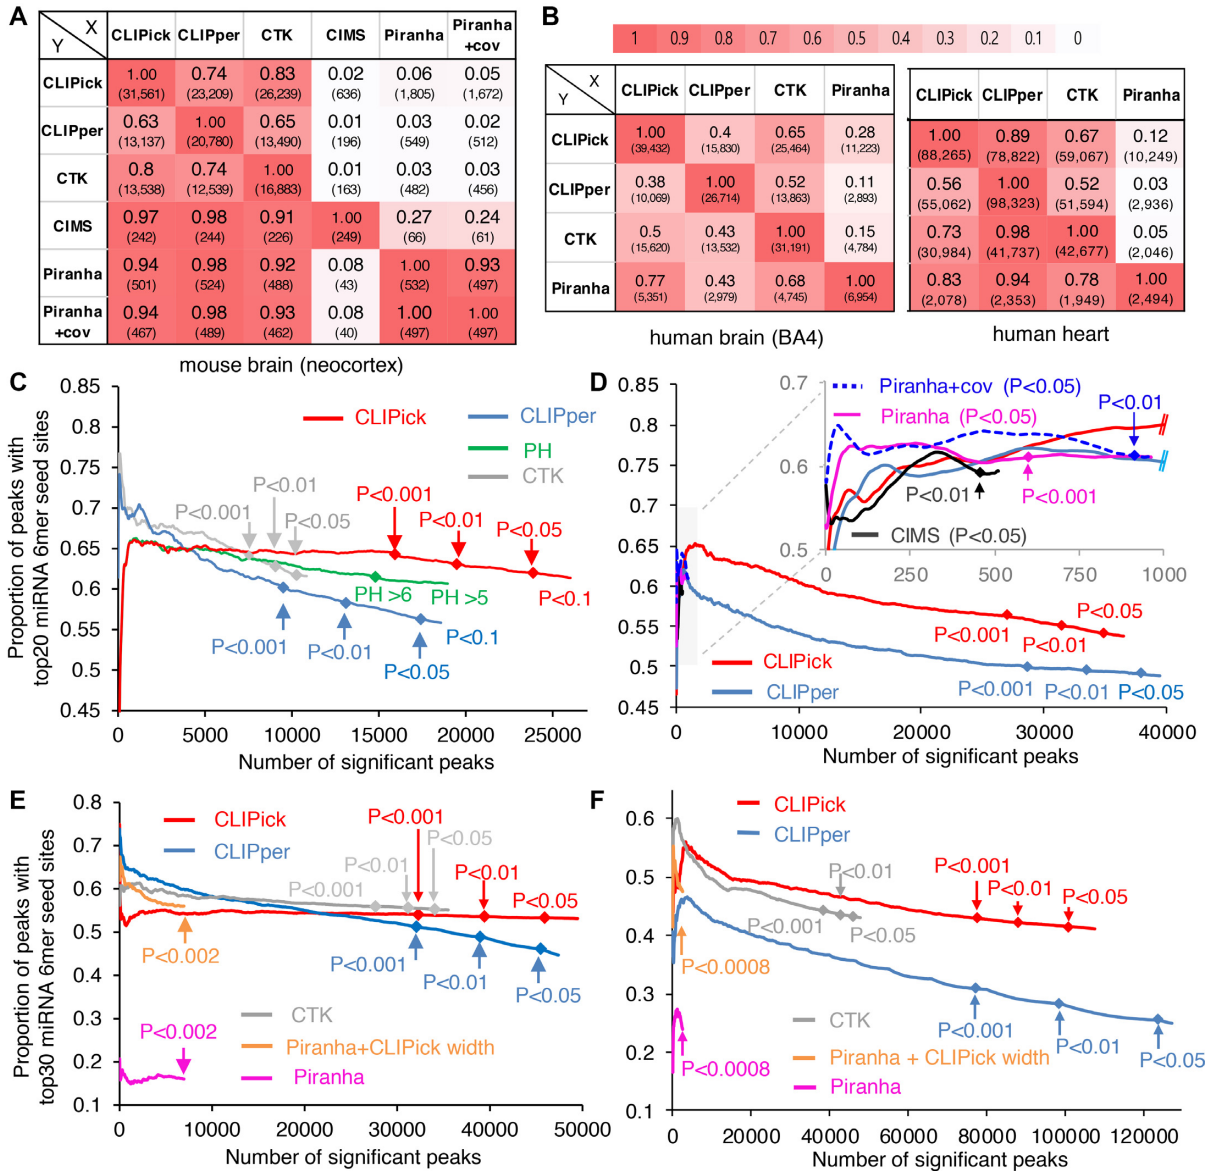 A
X
Y
CLIPick CLIPper CTK CIMS Piranha Piranha +cov
CLIPick 1.00 0.74 0.83 0.02 0.06 0.05
(31,561) (23,209) (26,239) (636) (1,805) (1,672)
CLIPper 0.63 1.00 0.65 0.01 0.03 0.02
(13,137) (20,780) (13,490) (196) (549) (512)
CTK 0.8 0.74 1.00 0.01 0.03 0.03
(13,538) (12,539) (16,883) (163) (482) (456)
CIMS 0.97 0.98 0.91 1.00 0.27 0.24
(242) (244) (226) (249) (66) (61)
Piranha 0.94 0.98 0.92 0.08 1.00 0.93
(501) (524) (488) (43) (532) (497)
Piranha +cov 0.94 0.98 0.93 0.08 1.00 1.00
(467) (489) (462) (40) (497) (497)
mouse brain (neocortex)
B
1 0.9 0.8 0.7 0.6 0.5 0.4 0.3 0.2 0.1 0
X
Y
CLIPick CLIPper CTK Piranha
CLIPick 1.00 0.4 0.65 0.28
(39,432) (15,830) (25,464) (11,223)
CLIPper 0.38 1.00 0.52 0.11
(10,069) (26,714) (13,863) (2,893)
CTK 0.5 0.43 1.00 0.15
(15,620) (13,532) (31,191) (4,784)
Piranha 0.77 0.43 0.68 1.00
(5,351) (2,979) (4,745) (6,954)
human brain (BA4)
CLIPick CLIPper CTK Piranha
1.00 0.89 0.67 0.12
(88,265) (78,822) (59,067) (10,249)
0.56 1.00 0.52 0.03
(55,062) (98,323) (51,594) (2,936)
0.73 0.98 1.00 0.05
(30,984) (41,737) (42,677) (2,046)
0.83 0.94 0.78 1.00
(2,078) (2,353) (1,949) (2,494)
human heart
C
Proportion of peaks with
top20 miRNA 6mer seed sites
0.85
0.8
0.75
0.7
0.65
0.6
0.55
0.5
0.45
CLIPick
CLIPper
PH
CTK
P<0.001
P<0.01
P<0.05
P<0.001
P<0.01
P<0.05
P<0.1
PH >6
PH >5
P<0.001
P<0.01
P<0.05
P<0.1
0 5000 10000 15000 20000 25000
Number of significant peaks
D
0.85
0.8
0.75
0.7
0.65
0.6
0.55
0.5
0.45
0.7
0.6
0.5
Piranha+cov (P<0.05)
Piranha (P<0.05)
P<0.01
P<0.01
P<0.001
CIMS (P<0.05)
0 250 500 750 1000
P<0.001
P<0.01
P<0.05
CLIPick
CLIPper
P<0.001
P<0.01
P<0.05
0 10000 20000 30000 40000
Number of significant peaks
E
Proportion of peaks with
top30 miRNA 6mer seed sites
0.8
0.7
0.6
0.5
0.4
0.3
0.2
0.1
CLIPick
CLIPper
P<0.001
P<0.05
P<0.01
P<0.001
P<0.01
P<0.05
P<0.002
P<0.001
P<0.01
P<0.05
P<0.002
CTK
Piranha+CLIPick width
Piranha
0 10000 20000 30000 40000 50000
Number of significant peaks
F
0.6
0.5
0.4
0.3
0.2
0.1
CLIPick
CLIPper
P<0.01
P<0.001
P<0.01
P<0.05
P<0.001
P<0.05
P<0.0008
P<0.001
P<0.01
P<0.05
P<0.0008
CTK
Piranha + CLIPick width
Piranha
0 20000 40000 60000 80000 100000 120000
Number of significant peaks